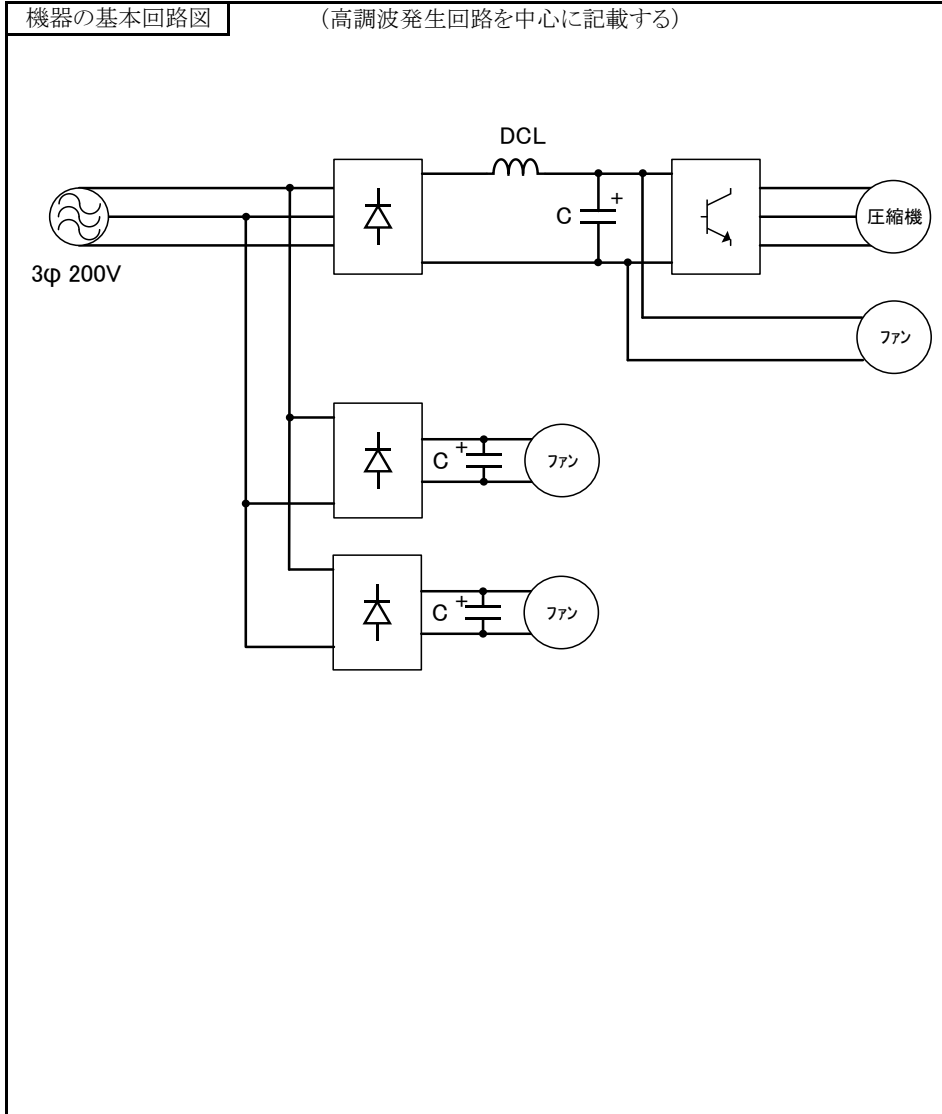 機器の基本回路図
（高調波発生回路を中心に記載する）
DCL
C
+
圧縮機
3φ 200V
ファン
C
+
ファン
C
+
ファン